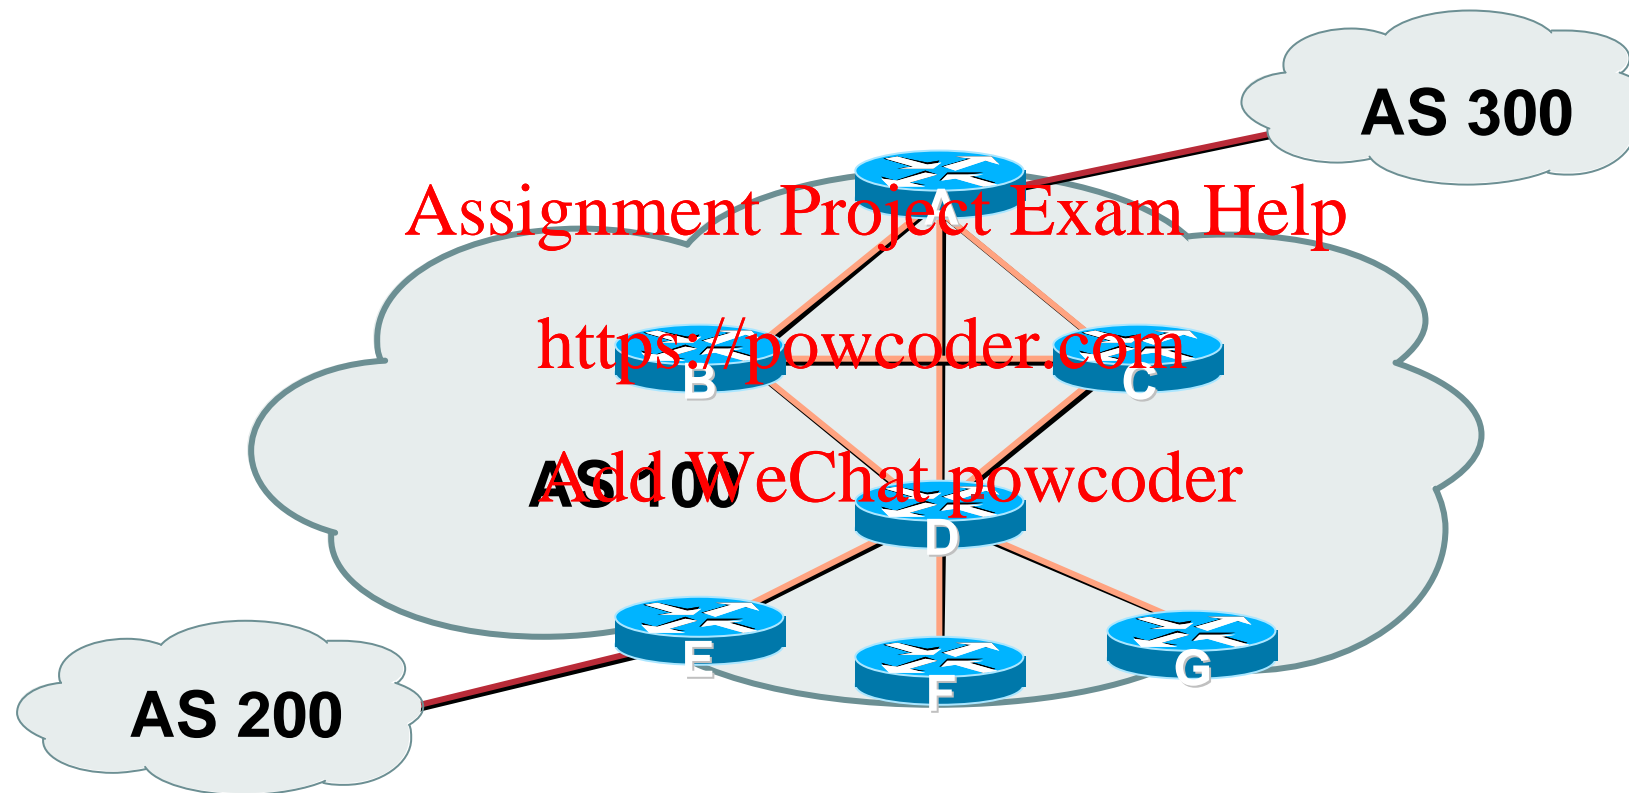 AS 300
A
Assignment Project Exam Help
https://powcoder.com
B
C
AS 100
Add WeChat powcoder
D
E
F
G
AS 200